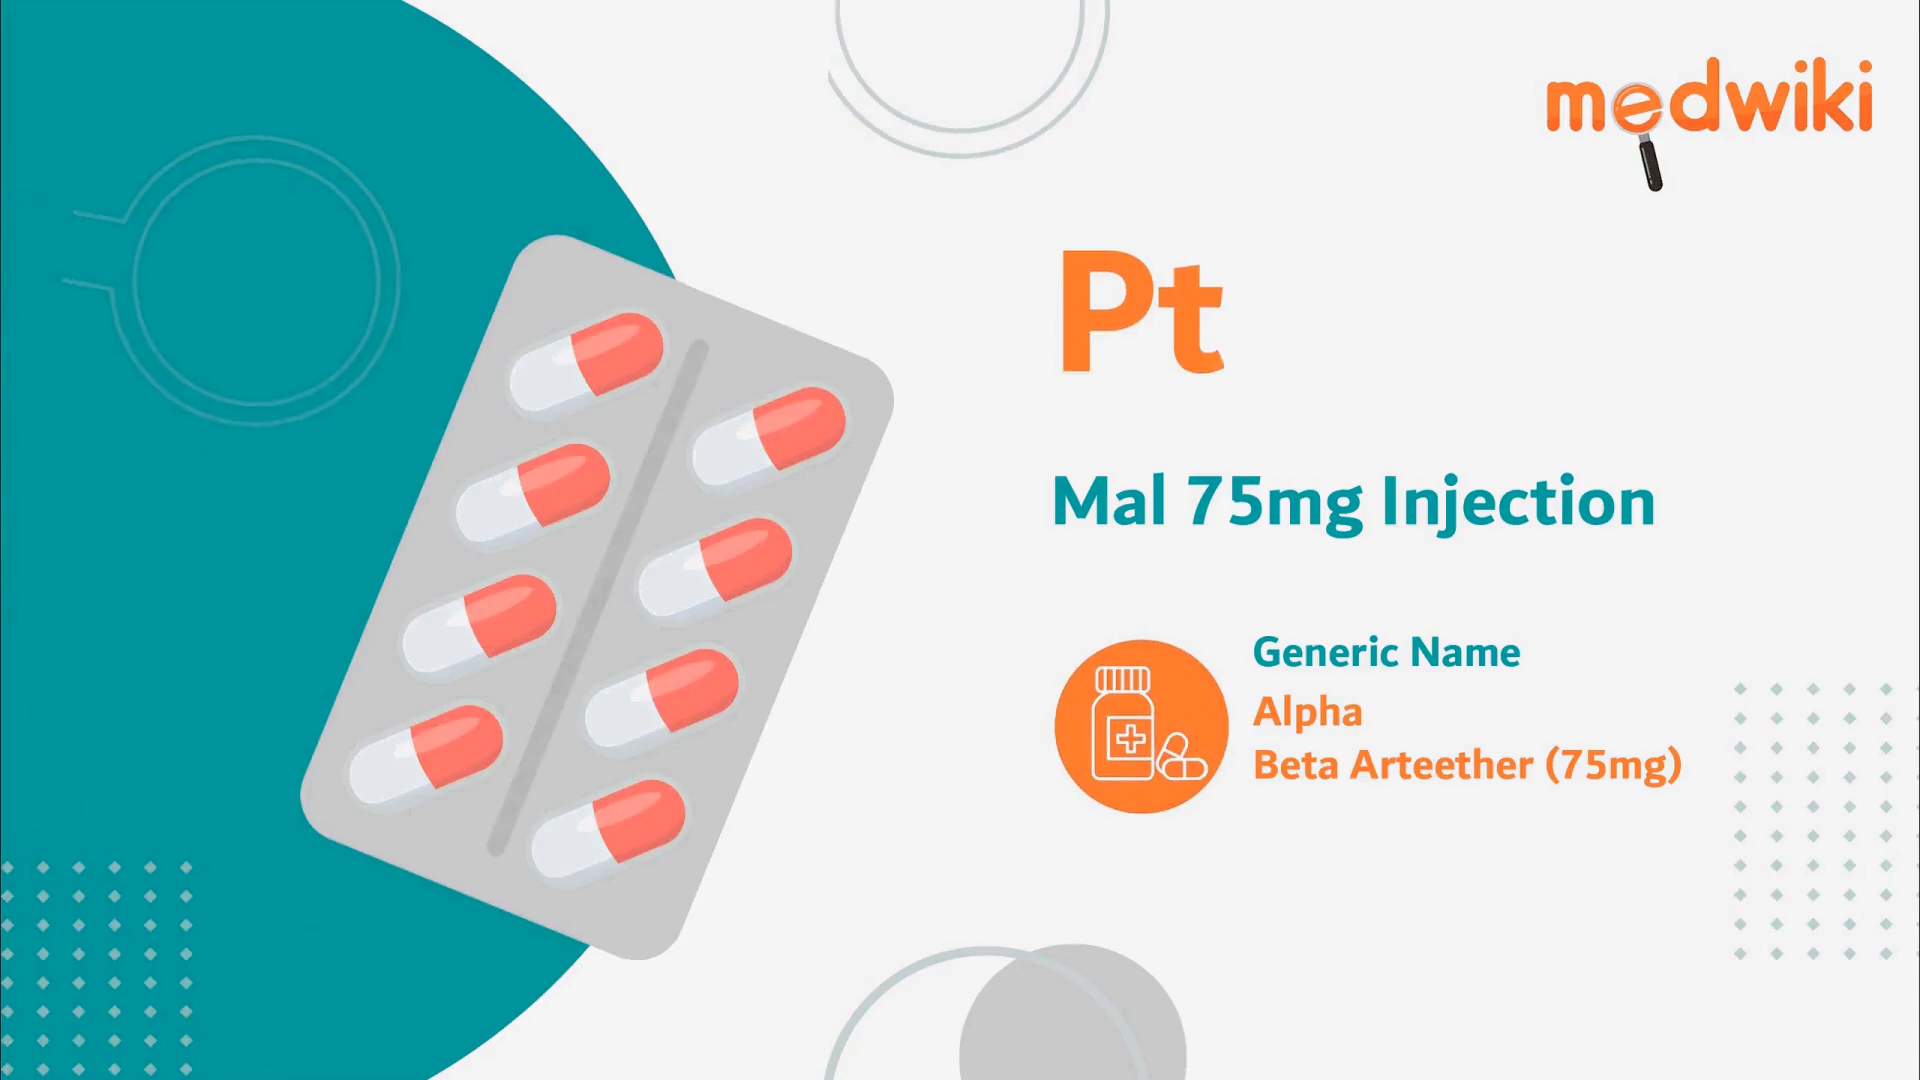 medwiki
Pt
Mal 75mg Injection
Generic Name
Alpha
Beta Arteether (75mg)